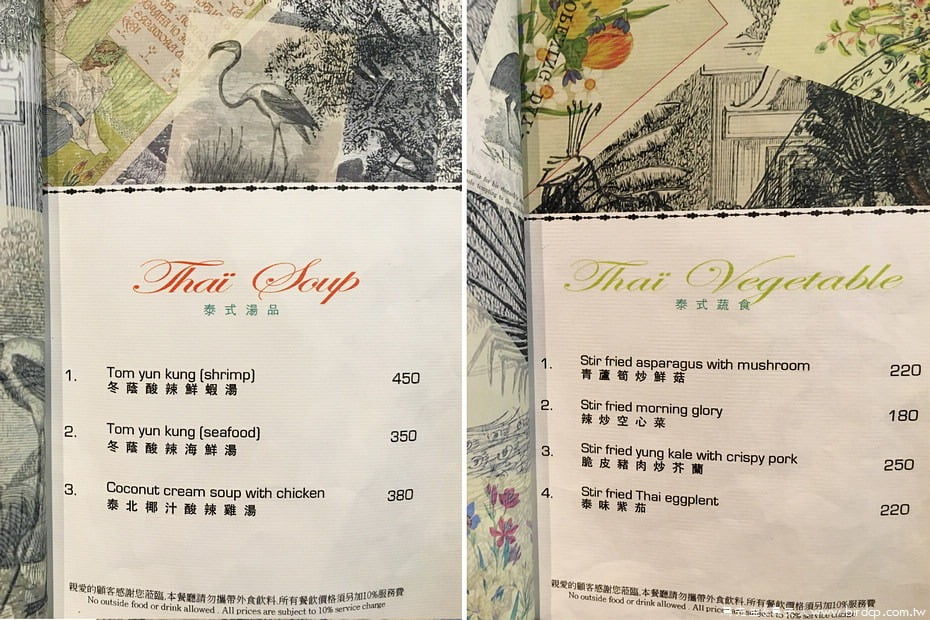 Thaï Soup
泰式湯品
1. Tom yun kung (shrimp) 450
冬蔭酸辣鮮蝦湯
2. Tom yun kung (seafood) 350
冬蔭酸辣海鮮湯
3. Coconut cream soup with chicken 380
泰北椰汁酸辣雞湯
親愛的顧客感謝您蒞臨,本餐廳請勿攜帶外食飲料.所有餐飲價格須另加10%服務費
No outside food or drink allowed . All prices are subject to 10% service charge
Thaï Vegetable
泰式蔬食
1. Stir fried asparagus with mushroom 220
青蘆筍炒鮮菇
2. Stir fried morning glory 180
辣炒空心菜
3. Stir fried yung kale with crispy pork 250
脆皮豬肉炒芥蘭
4. Stir fried Thai eggplent 220
泰味紫茄
親愛的顧客感謝您蒞臨,本餐廳請勿攜帶外食飲料.所有餐飲價格須另加10%服務費
No outside food or drink allowed . All prices are subject to 10% service